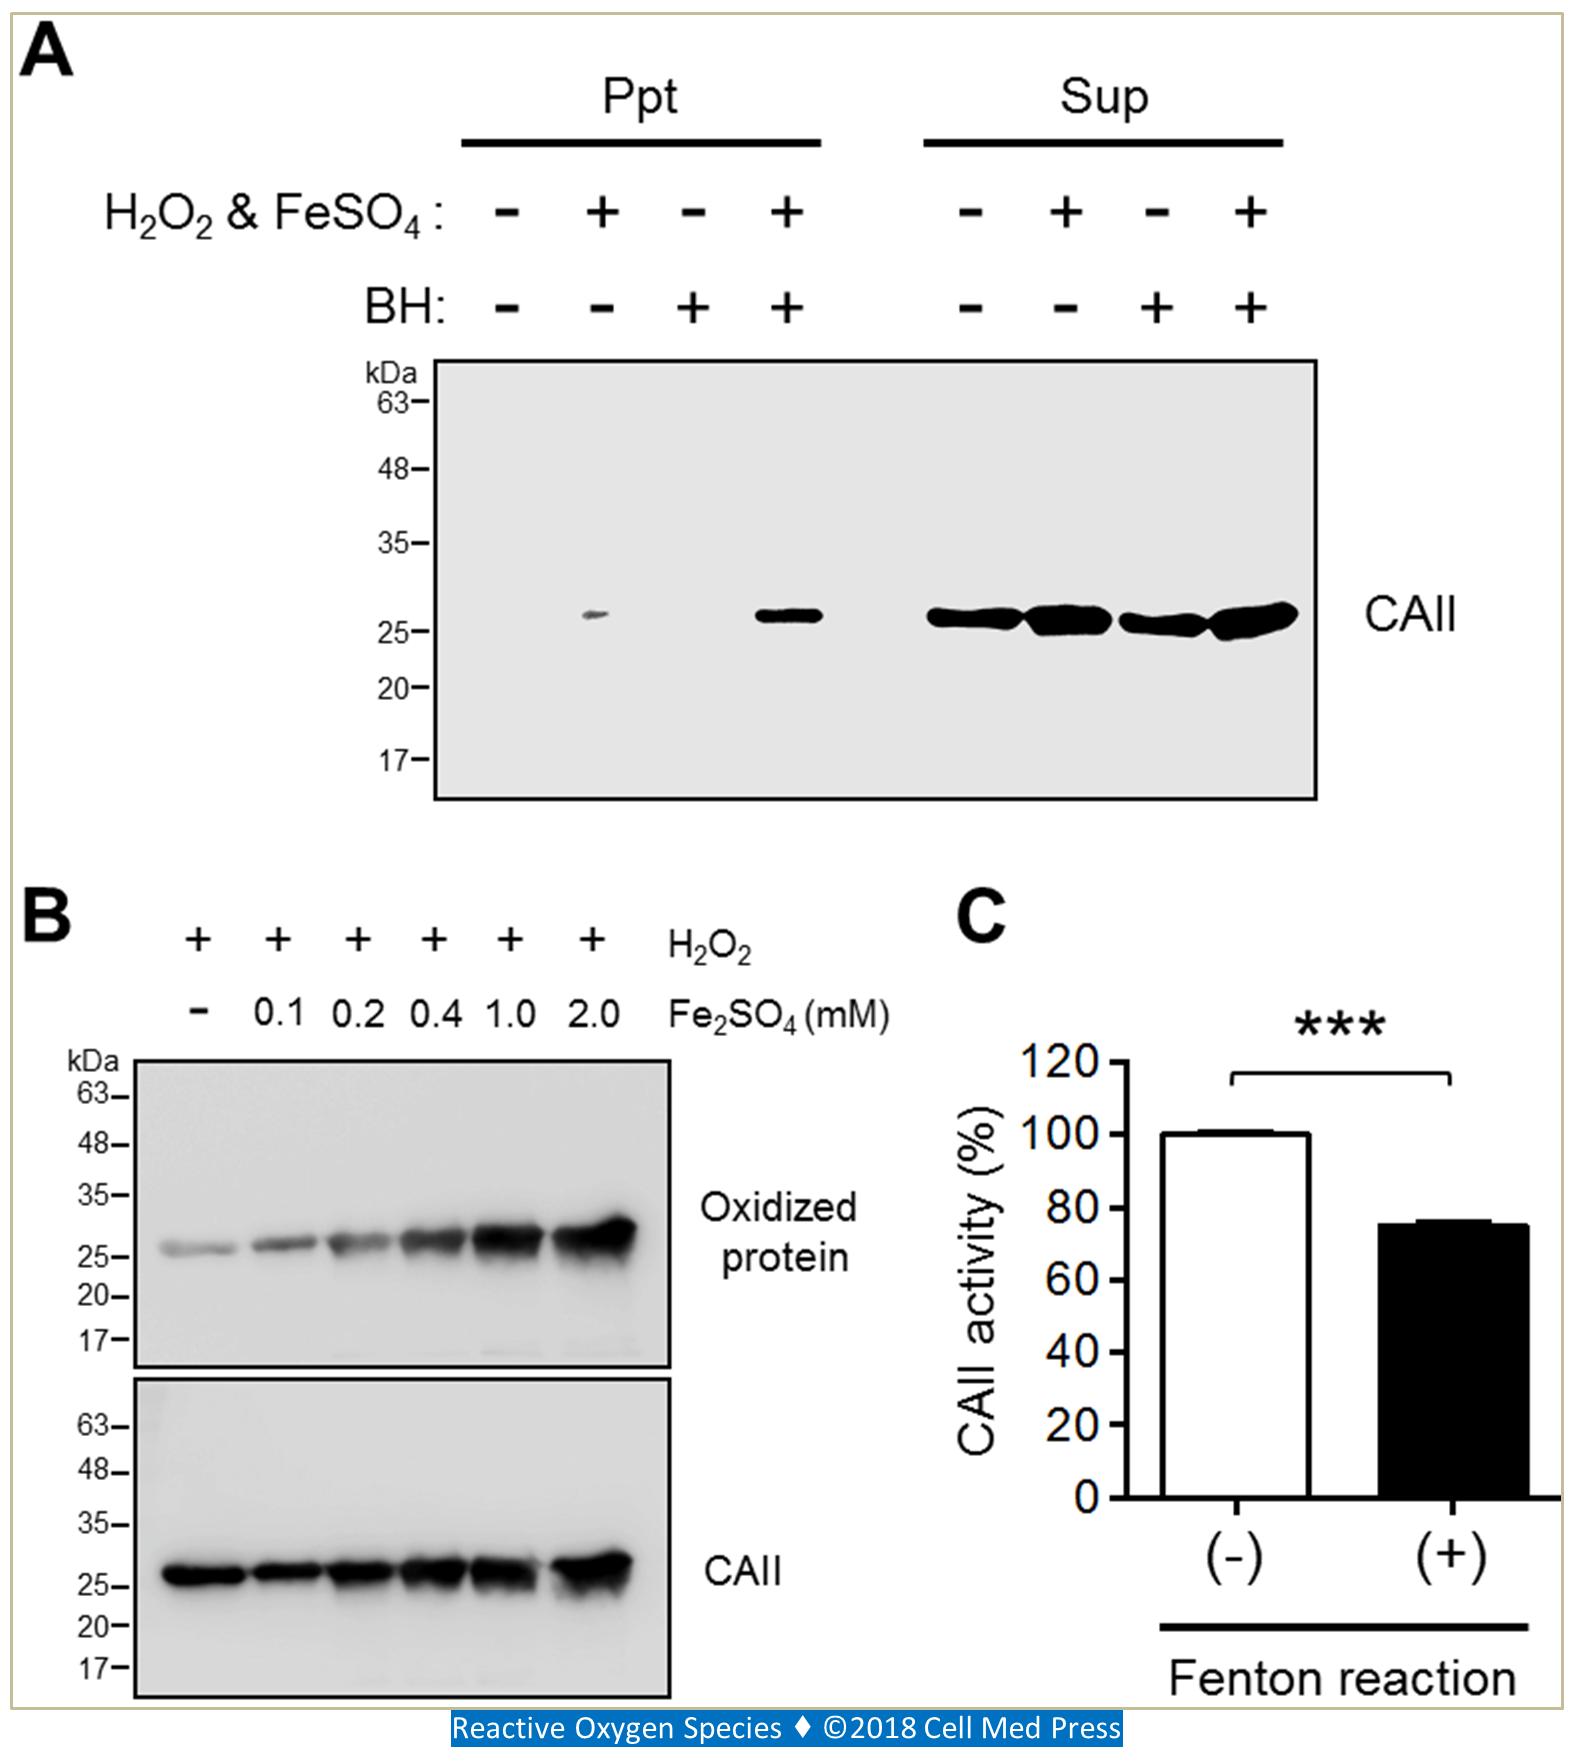 A
Ppt Sup
H₂O₂ & FeSO₄ : - + - + - + - +
BH: - - + + - - + +
kDa
63
48
35
25
20
17
CAII
B
+ + + + + + H₂O₂
- 0.1 0.2 0.4 1.0 2.0 Fe₂SO₄ (mM)
kDa
63
48
35
25
20
17
Oxidized
protein
63
48
35
25
20
17
CAII
C
***
120
100
80
60
40
20
0
CAII activity (%)
(-) (+)
Fenton reaction
Reactive Oxygen Species ♦ ©2018 Cell Med Press